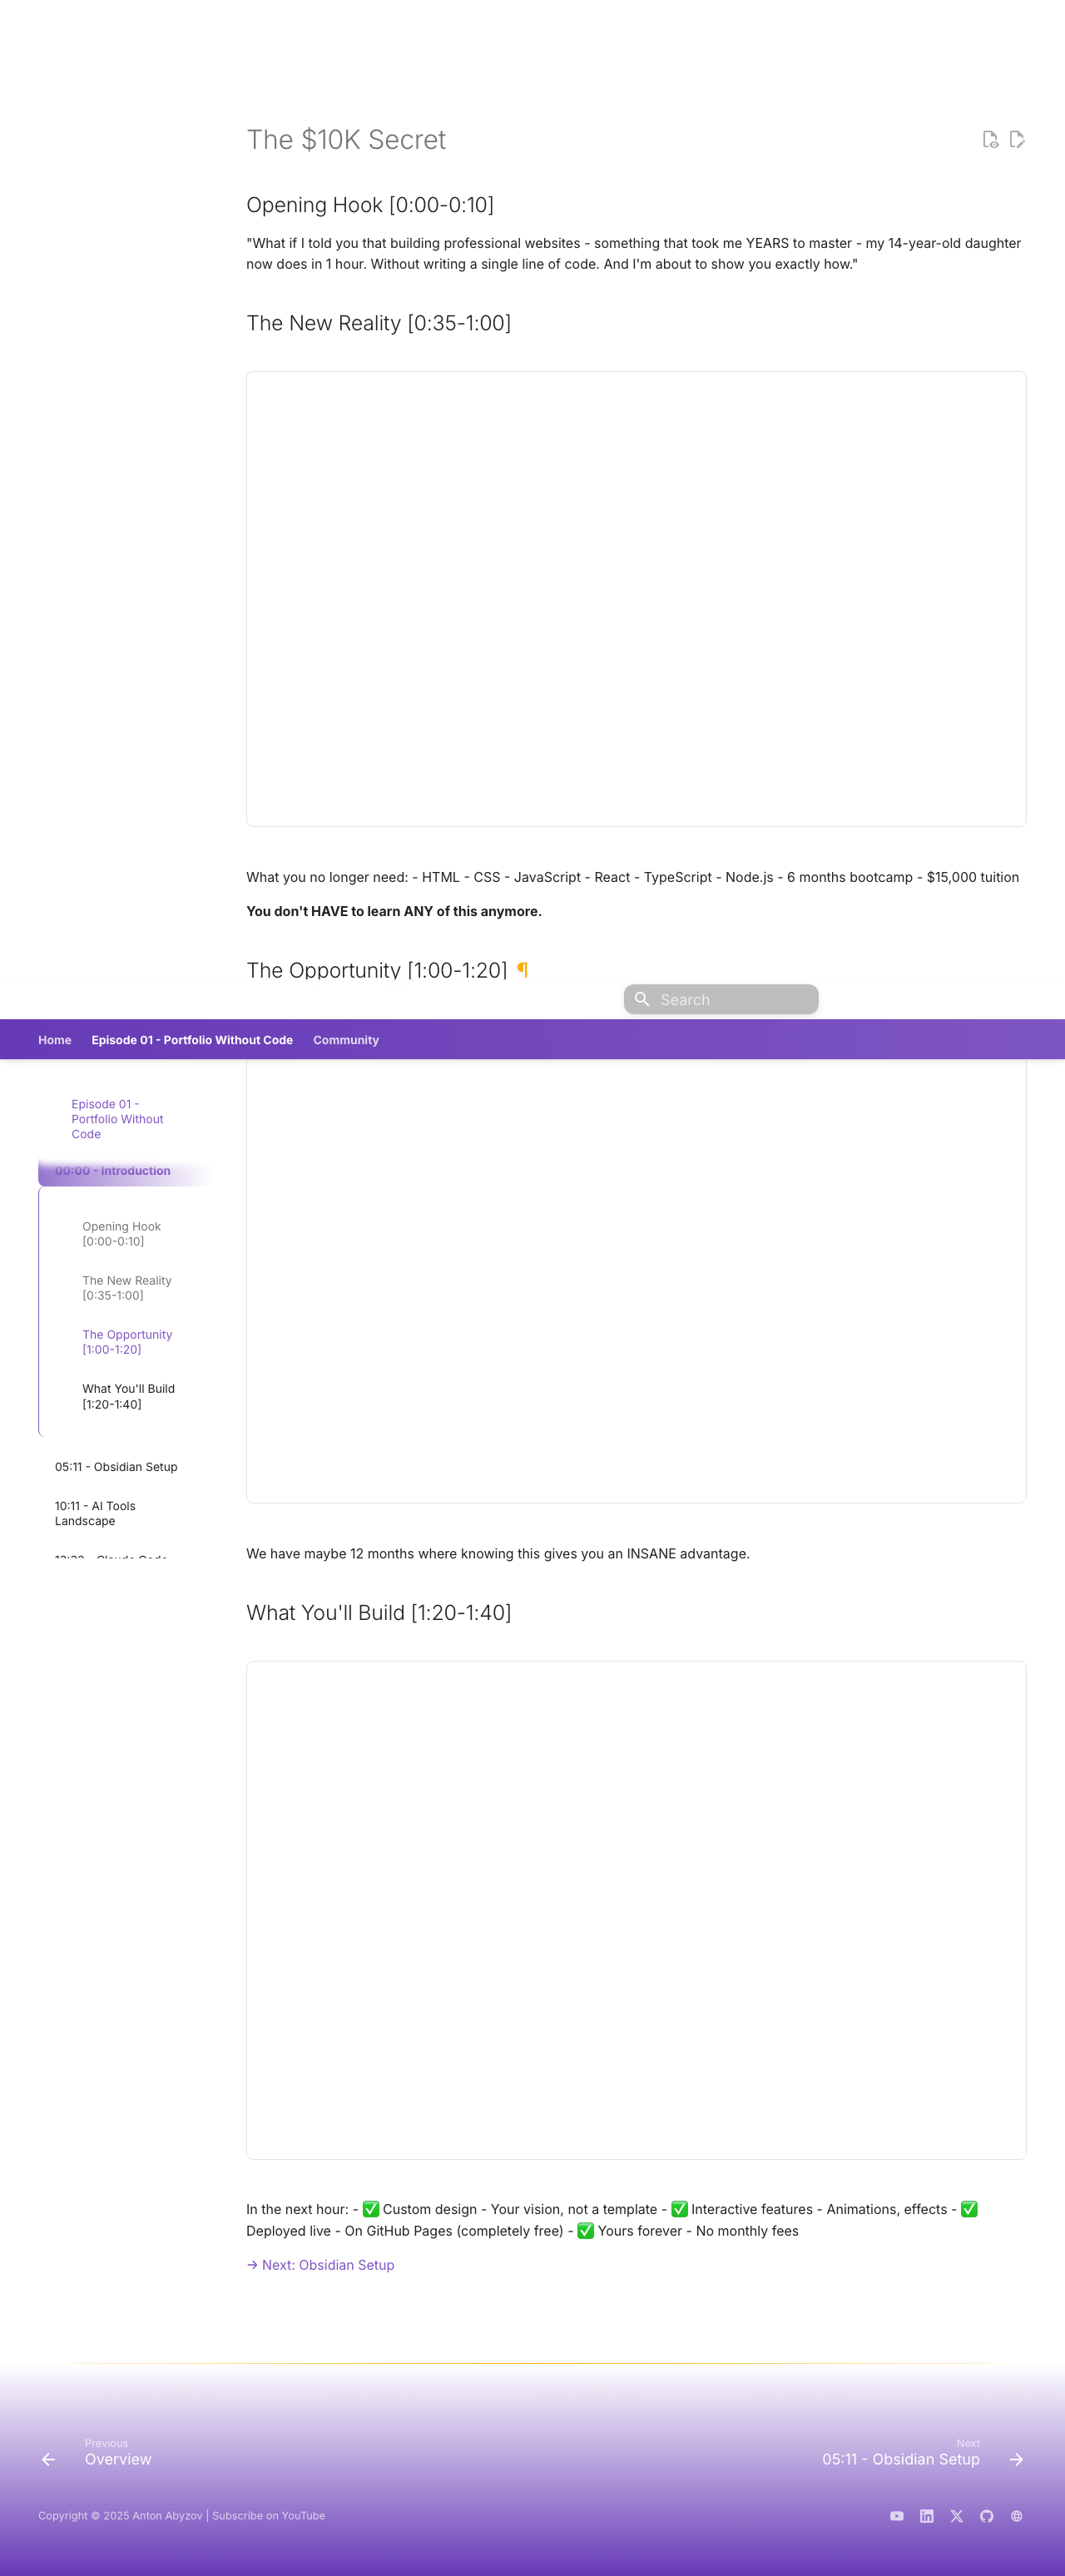 The $10K Secret
Opening Hook [0:00-0:10]
"What if I told you that building professional websites - something that took me YEARS to master - my 14-year-old daughter
now does in 1 hour. Without writing a single line of code. And I'm about to show you exactly how."
The New Reality [0:35-1:00]
What you no longer need: - HTML - CSS - JavaScript - React - TypeScript - Node.js - 6 months bootcamp - $15,000 tuition
You don't HAVE to learn ANY of this anymore.
The Opportunity [1:00-1:20] ¶
Search
Home Episode 01 - Portfolio Without Code Community
Episode 01 -
Portfolio Without
Code
00:00 - Introduction
Opening Hook
[0:00-0:10]
The New Reality
[0:35-1:00]
The Opportunity
[1:00-1:20]
What You'll Build
[1:20-1:40]
05:11 - Obsidian Setup
10:11 - AI Tools
Landscape
We have maybe 12 months where knowing this gives you an INSANE advantage.
What You'll Build [1:20-1:40]
In the next hour: - ✅ Custom design - Your vision, not a template - ✅ Interactive features - Animations, effects - ✅
Deployed live - On GitHub Pages (completely free) - ✅ Yours forever - No monthly fees
→ Next: Obsidian Setup
Previous
Overview
Next
05:11 - Obsidian Setup
Copyright © 2025 Anton Abyzov | Subscribe on YouTube